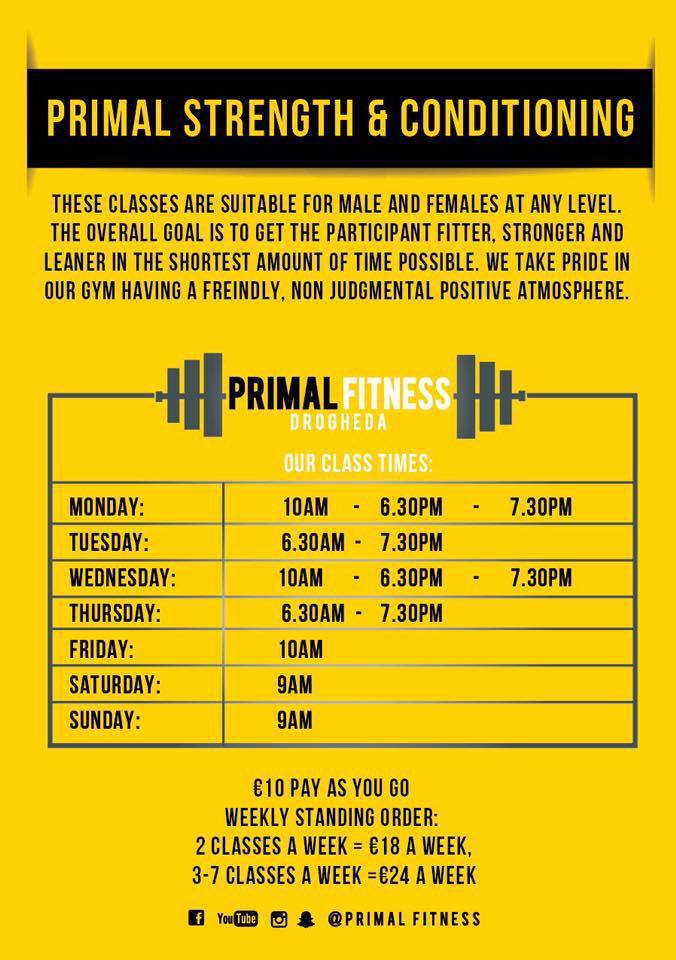 PRIMAL STRENGTH & CONDITIONING
THESE CLASSES ARE SUITABLE FOR MALE AND FEMALES AT ANY LEVEL.
THE OVERALL GOAL IS TO GET THE PARTICIPANT FITTER, STRONGER AND
LEANER IN THE SHORTEST AMOUNT OF TIME POSSIBLE. WE TAKE PRIDE IN
OUR GYM HAVING A FREINDLY, NON JUDGMENTAL POSITIVE ATMOSPHERE.
PRIMAL FITNESS
DROGHEDA
OUR CLASS TIMES:
MONDAY: 10AM - 6.30PM - 7.30PM
TUESDAY: 6.30AM - 7.30PM
WEDNESDAY: 10AM - 6.30PM - 7.30PM
THURSDAY: 6.30AM - 7.30PM
FRIDAY: 10AM
SATURDAY: 9AM
SUNDAY: 9AM
€10 PAY AS YOU GO
WEEKLY STANDING ORDER:
2 CLASSES A WEEK = €18 A WEEK,
3-7 CLASSES A WEEK =€24 A WEEK
f YouTube @PRIMAL FITNESS